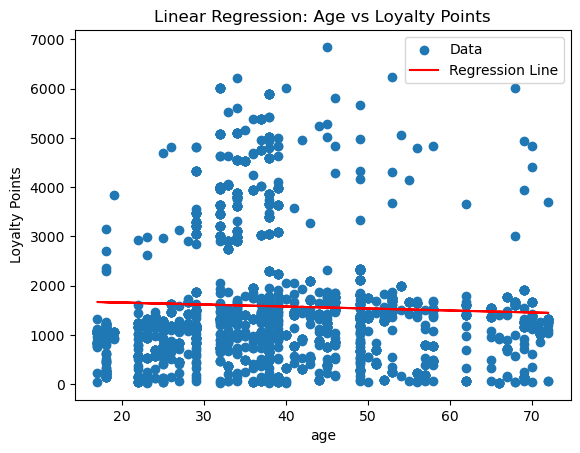 Linear Regression: Age vs Loyalty Points
Data
Regression Line
Loyalty Points
7000
6000
5000
4000
3000
2000
1000
0
20 30 40 50 60 70
age